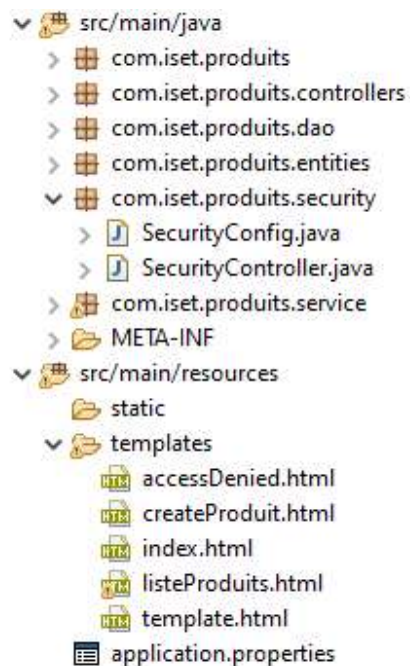 src/main/java
com.iset.produits
com.iset.produits.controllers
com.iset.produits.dao
com.iset.produits.entities
com.iset.produits.security
SecurityConfig.java
SecurityController.java
com.iset.produits.service
META-INF
src/main/resources
static
templates
accessDenied.html
createProduit.html
index.html
listeProduits.html
template.html
application.properties